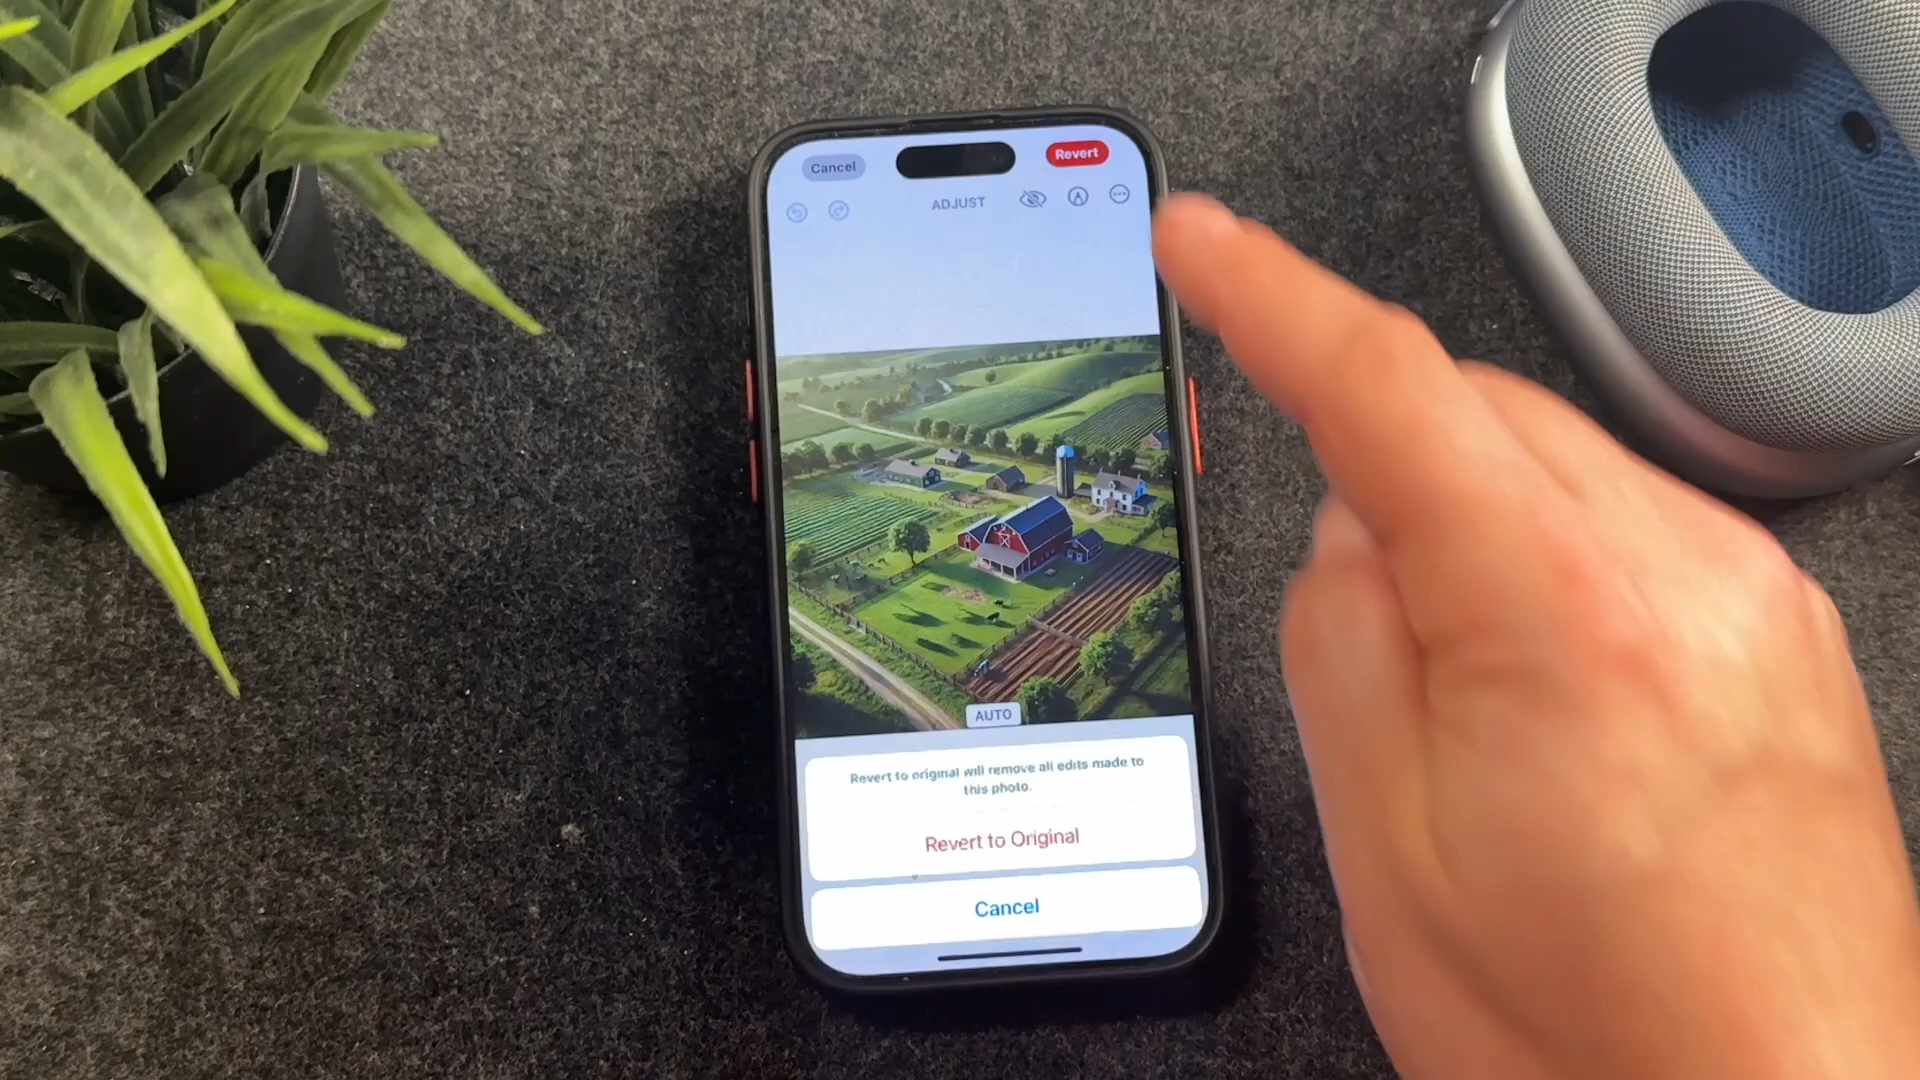 Cancel
Revert
ADJUST
AUTO
Revert to original will remove all edits made to
this photo.
Revert to Original
Cancel